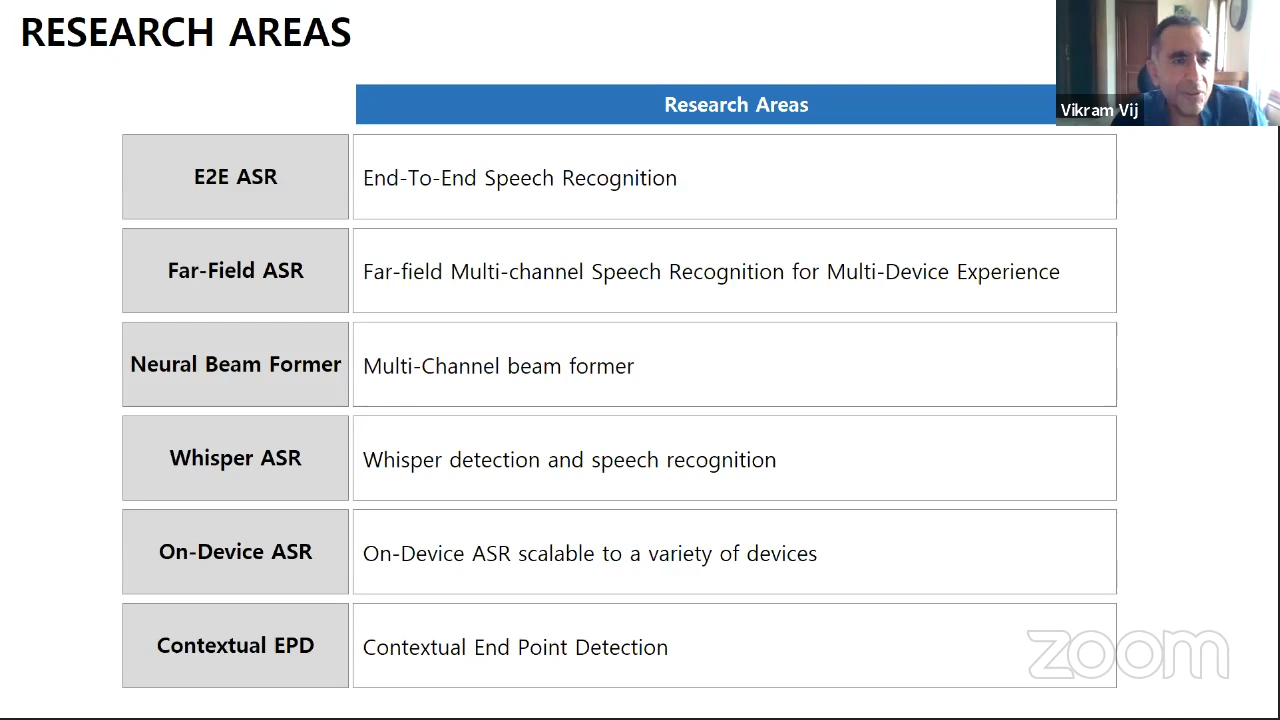 RESEARCH AREAS
Research Areas
Vikram Vij
E2E ASR
End-To-End Speech Recognition
Far-Field ASR
Far-field Multi-channel Speech Recognition for Multi-Device Experience
Neural Beam Former
Multi-Channel beam former
Whisper ASR
Whisper detection and speech recognition
On-Device ASR
On-Device ASR scalable to a variety of devices
Contextual EPD
Contextual End Point Detection
zoom